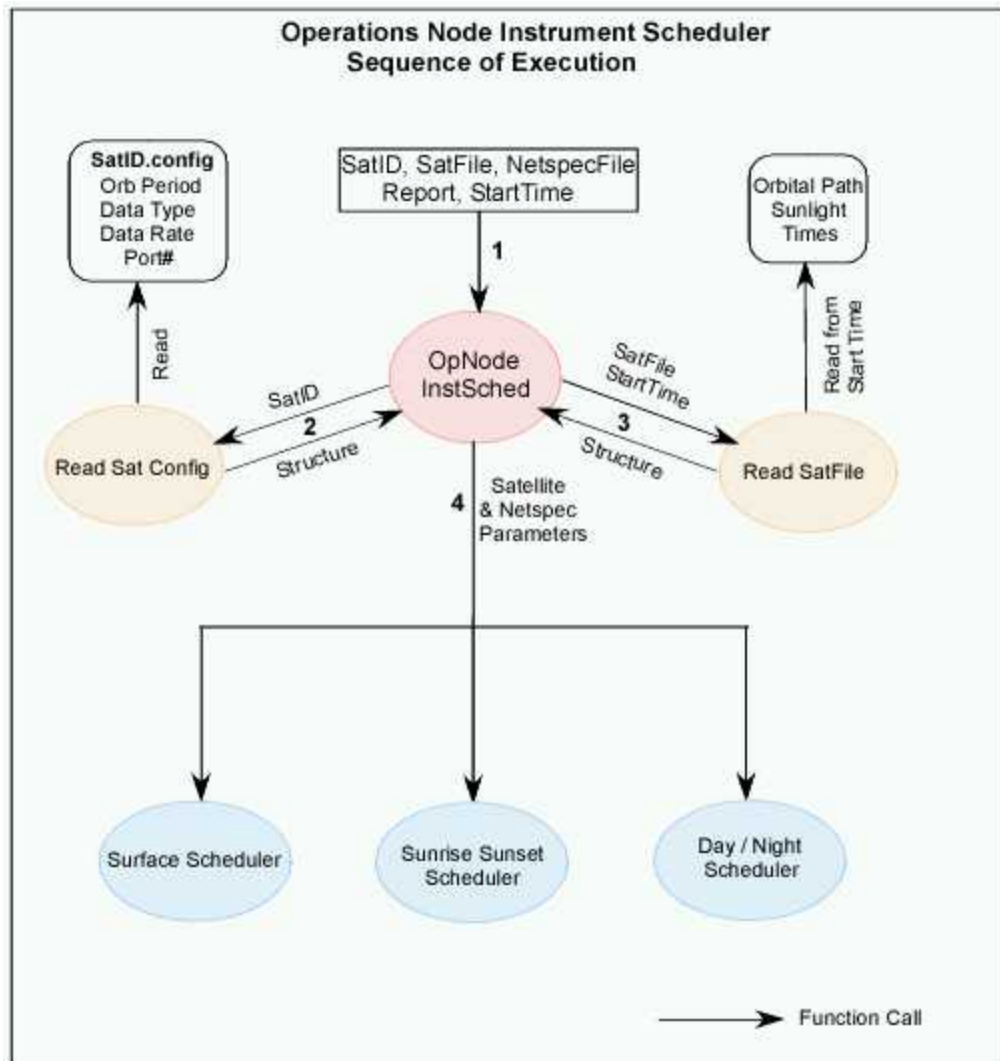 Operations Node Instrument Scheduler
Sequence of Execution
SatID.config
Orb Period
Data Type
Data Rate
Port#
SatID, SatFile, NetspecFile
Report, StartTime
Orbital Path
Sunlight
Times
1
Read
Read from
Start Time
OpNode
InstSched
SatID
2
Structure
SatFile
StartTime
3
Structure
Read Sat Config
Read SatFile
4
Satellite
& Netspec
Parameters
Surface Scheduler
Sunrise Sunset
Scheduler
Day / Night
Scheduler
Function Call